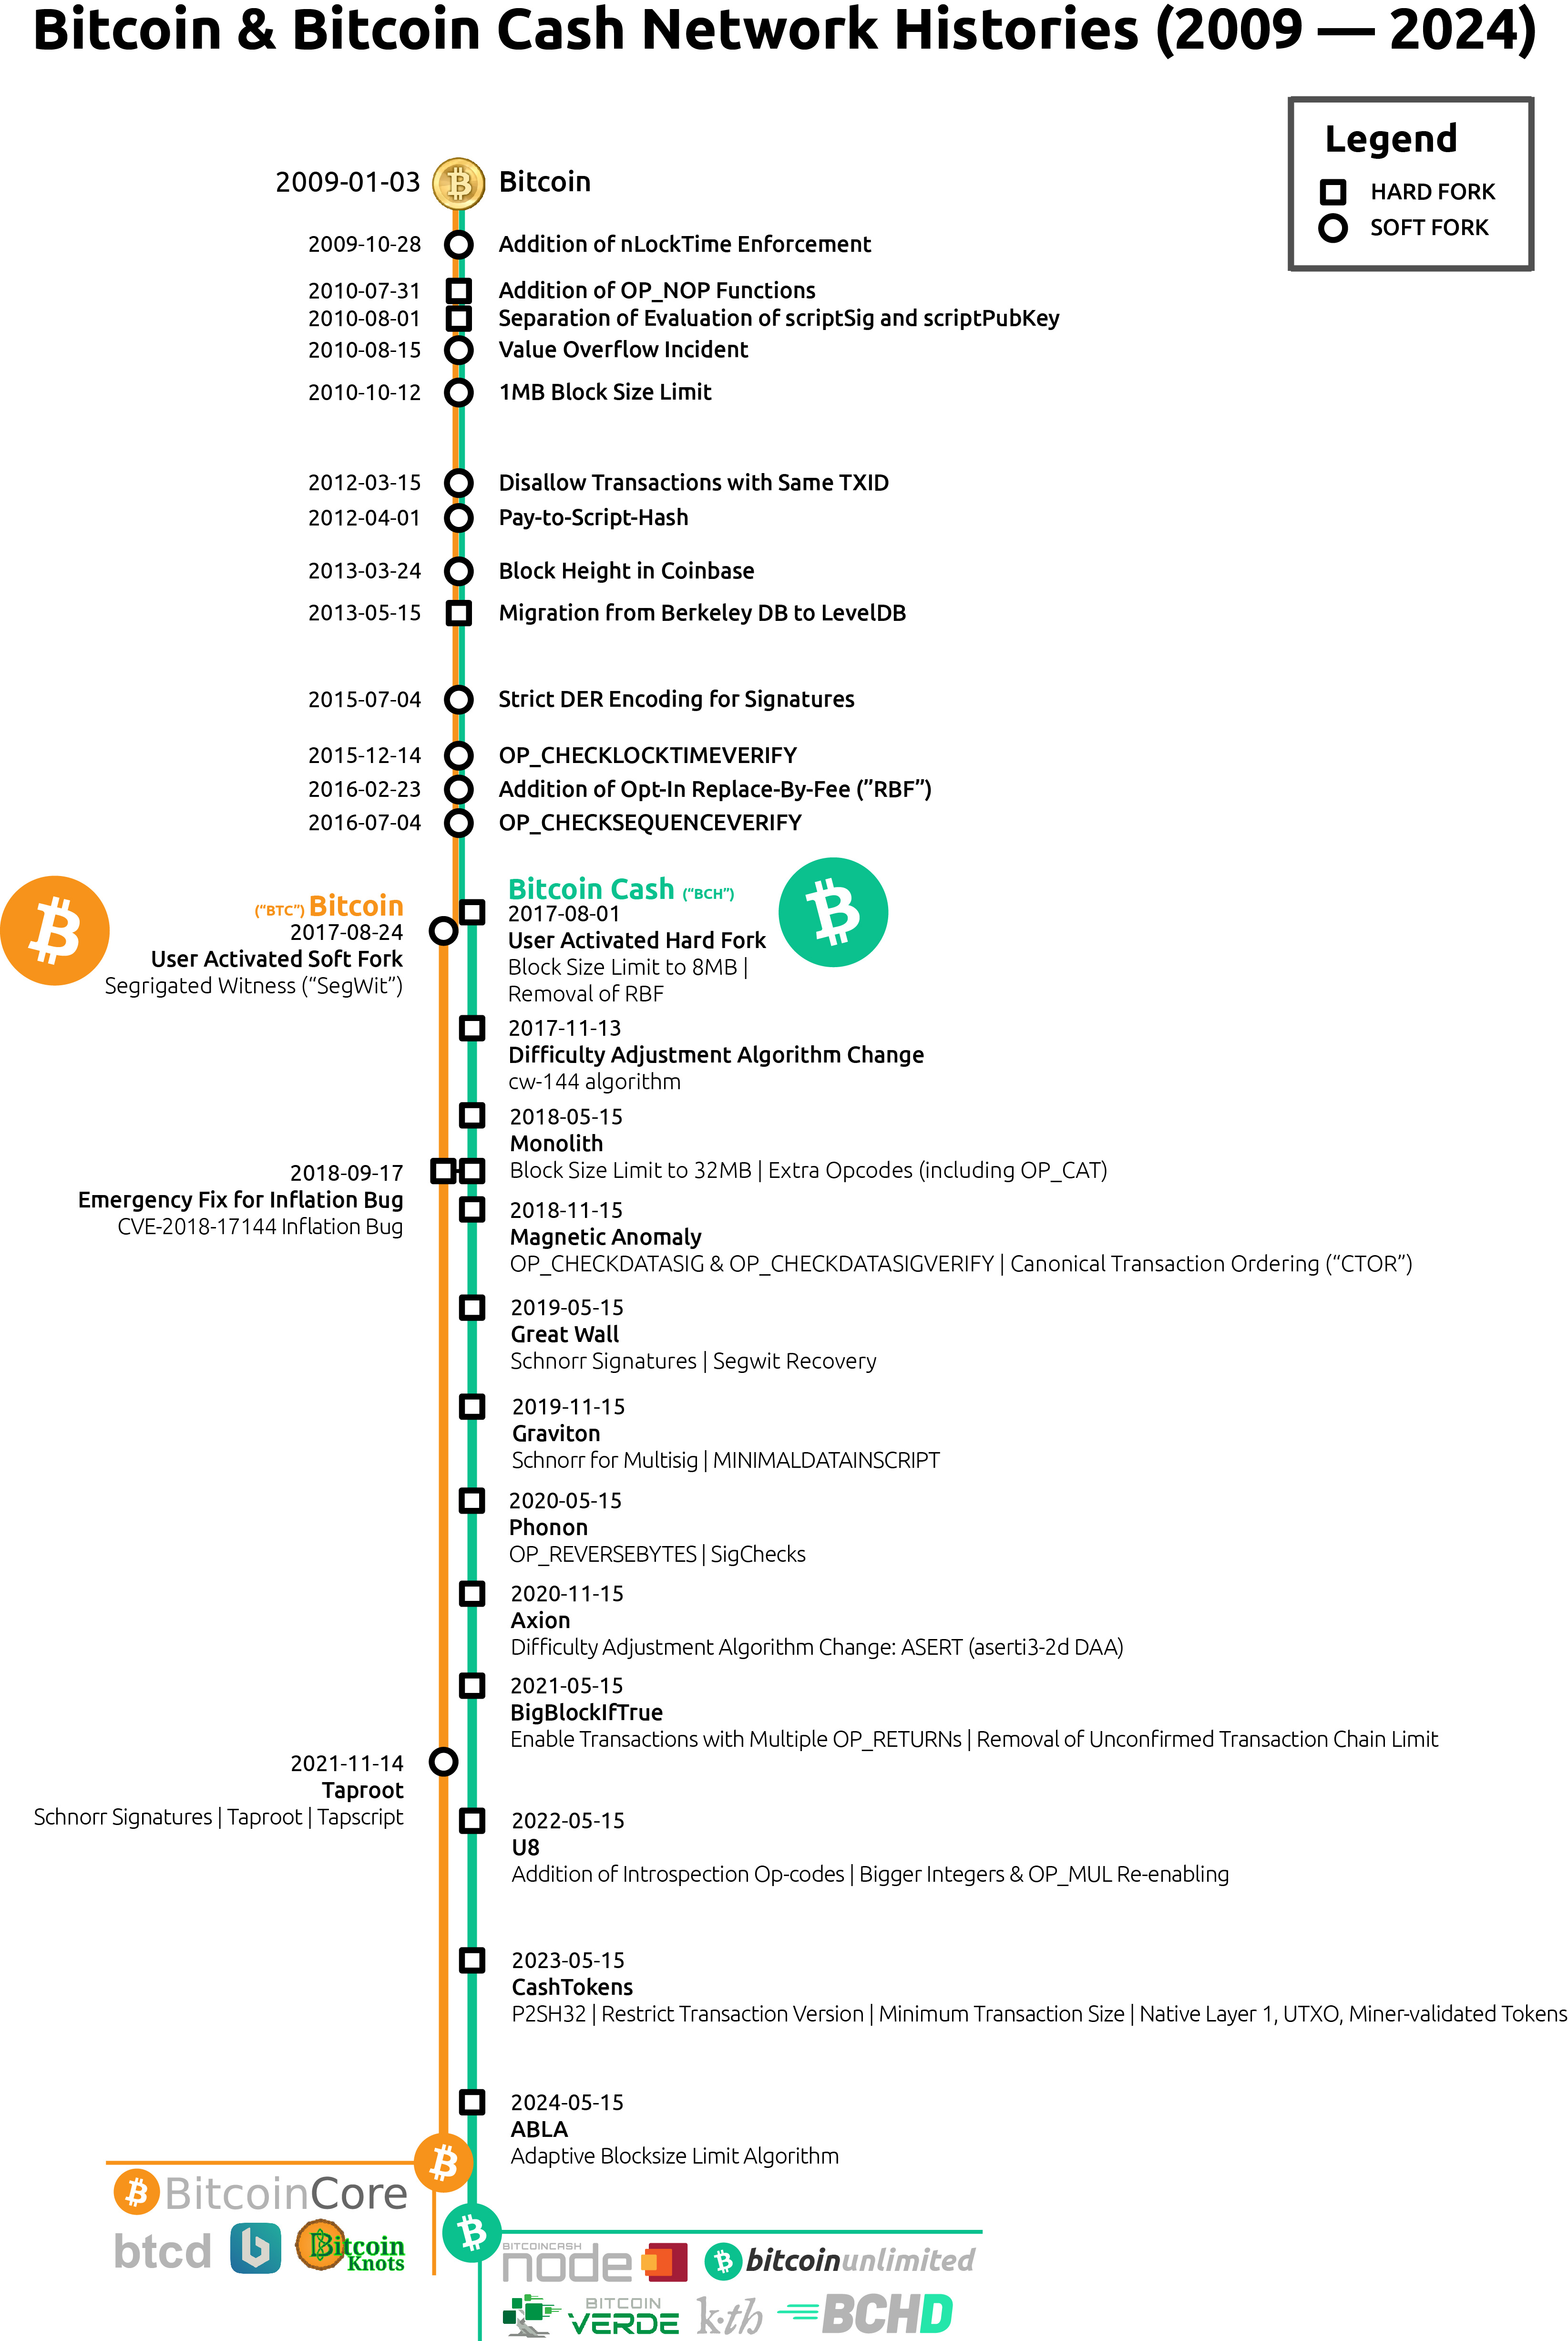 Bitcoin & Bitcoin Cash Network Histories (2009 — 2024)
Legend
HARD FORK
SOFT FORK
2009-01-03 Bitcoin
2009-10-28 Addition of nLockTime Enforcement
2010-07-31 Addition of OP_NOP Functions
2010-08-01 Separation of Evaluation of scriptSig and scriptPubKey
2010-08-15 Value Overflow Incident
2010-10-12 1MB Block Size Limit
2012-03-15 Disallow Transactions with Same TXID
2012-04-01 Pay-to-Script-Hash
2013-03-24 Block Height in Coinbase
2013-05-15 Migration from Berkeley DB to LevelDB
2015-07-04 Strict DER Encoding for Signatures
2015-12-14 OP_CHECKLOCKTIMEVERIFY
2016-02-23 Addition of Opt-In Replace-By-Fee (”RBF”)
2016-07-04 OP_CHECKSEQUENCEVERIFY
Bitcoin Cash (“BCH”)
2017-08-01
User Activated Hard Fork
Block Size Limit to 8MB |
Removal of RBF
(“BTC”) Bitcoin
2017-08-24
User Activated Soft Fork
Segrigated Witness (“SegWit”)
2017-11-13
Difficulty Adjustment Algorithm Change
cw-144 algorithm
2018-05-15
Monolith
Block Size Limit to 32MB | Extra Opcodes (including OP_CAT)
2018-09-17
Emergency Fix for Inflation Bug
CVE-2018-17144 Inflation Bug
2018-11-15
Magnetic Anomaly
OP_CHECKDATASIG & OP_CHECKDATASIGVERIFY | Canonical Transaction Ordering (“CTOR”)
2019-05-15
Great Wall
Schnorr Signatures | Segwit Recovery
2019-11-15
Graviton
Schnorr for Multisig | MINIMALDATAINSCRIPT
2020-05-15
Phonon
OP_REVERSEBYTES | SigChecks
2020-11-15
Axion
Difficulty Adjustment Algorithm Change: ASERT (aserti3-2d DAA)
2021-05-15
BigBlockIfTrue
Enable Transactions with Multiple OP_RETURNs | Removal of Unconfirmed Transaction Chain Limit
2021-11-14
Taproot
Schnorr Signatures | Taproot | Tapscript
2022-05-15
U8
Addition of Introspection Op-codes | Bigger Integers & OP_MUL Re-enabling
2023-05-15
CashTokens
P2SH32 | Restrict Transaction Version | Minimum Transaction Size | Native Layer 1, UTXO, Miner-validated Tokens
2024-05-15
ABLA
Adaptive Blocksize Limit Algorithm
BitcoinCore
btcd
Bitcoin
Knots
BITCOINCASH
node
bitcoinunlimited
BITCOIN
VERDE
k·th
BCHD